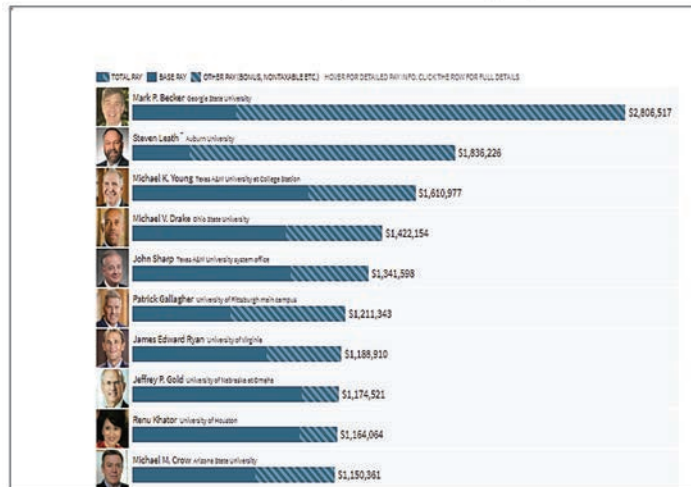 TOTAL PAY BASE PAY OTHER PAY (BONUS, NONTAXABLE ETC.) HOVER FOR DETAILED PAY INFO. CLICK THE ROW FOR FULL DETAILS
Mark P. Becker Georgia State University
$2,806,517
Steven Leath Auburn University
$1,836,226
Michael K. Young Texas A&M University at College Station
$1,610,977
Michael V. Drake Ohio State University
$1,422,154
John Sharp Texas A&M University system office
$1,341,598
Patrick Gallagher University of Pittsburgh main campus
$1,211,343
James Edward Ryan University of Virginia
$1,188,910
Jeffrey P. Gold University of Nebraska at Omaha
$1,174,521
Renu Khator University of Houston
$1,164,064
Michael M. Crow Arizona State University
$1,150,361